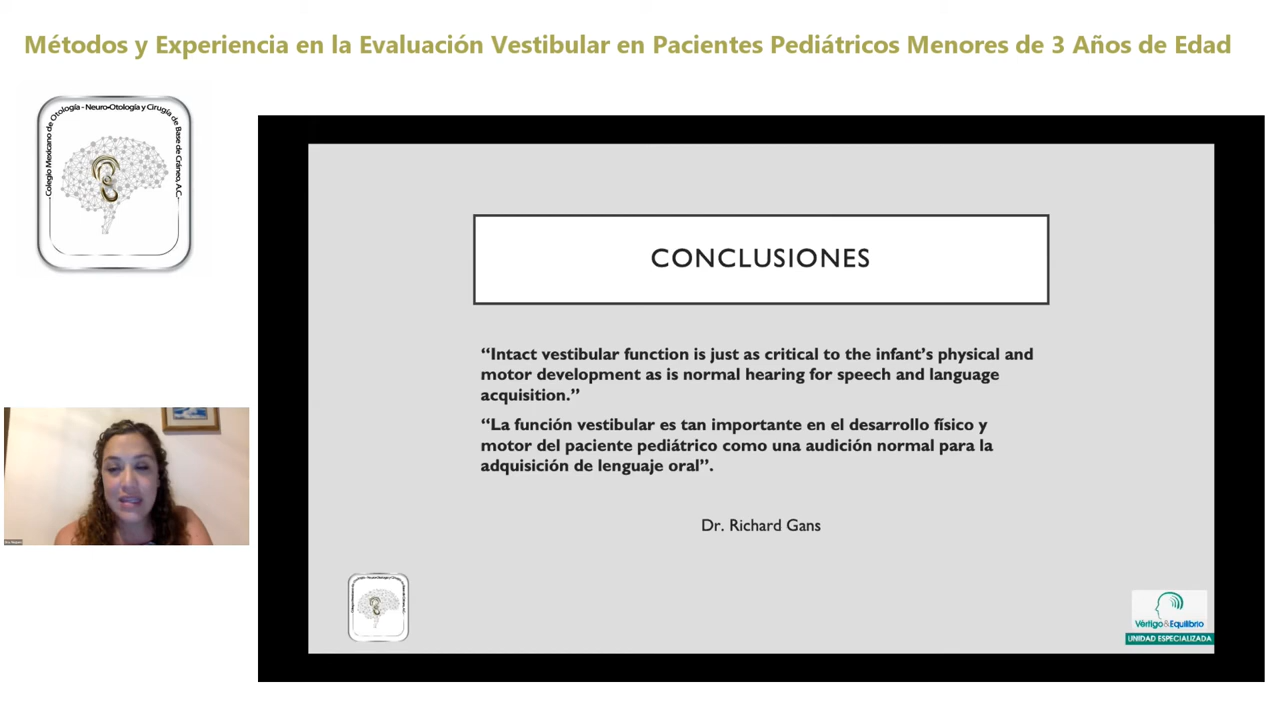 Métodos y Experiencia en la Evaluación Vestibular en Pacientes Pediátricos Menores de 3 Años de Edad
Colegio Mexicano de Otología - Neuro-Otología y Cirugía de Base de Cráneo, A.C.
CONCLUSIONES
“Intact vestibular function is just as critical to the infant’s physical and
motor development as is normal hearing for speech and language
acquisition.”
“La función vestibular es tan importante en el desarrollo físico y
motor del paciente pediátrico como una audición normal para la
adquisición de lenguaje oral”.
Dr. Richard Gans
Vértigo&Equilibrio
UNIDAD ESPECIALIZADA